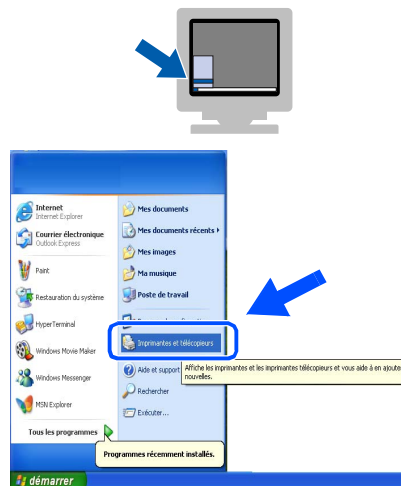 Internet
Internet Explorer
Courrier électronique
Outlook Express
Paint
Restauration du système
HyperTerminal
Windows Movie Maker
Windows Messenger
MSN Explorer
Tous les programmes
Mes documents
Mes documents récents
Mes images
Ma musique
Poste de travail
Imprimantes et télécopieurs
Affiche les imprimantes et les imprimantes télécopieurs et vous aide à en ajoute
nouvelles.
Aide et support
Rechercher
Exécuter...
Programmes récemment installés.
démarrer